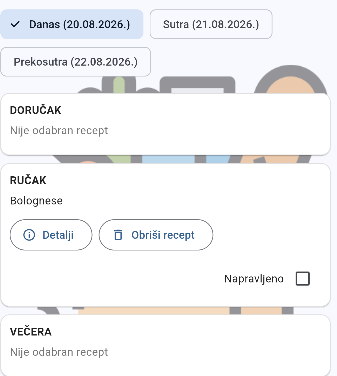 Danas (20.08.2026.)
Sutra (21.08.2026.)
Prekosutra (22.08.2026.)
DORUČAK
Nije odabran recept
RUČAK
Bolognese
Detalji
Obriši recept
Napravljeno
VEČERA
Nije odabran recept